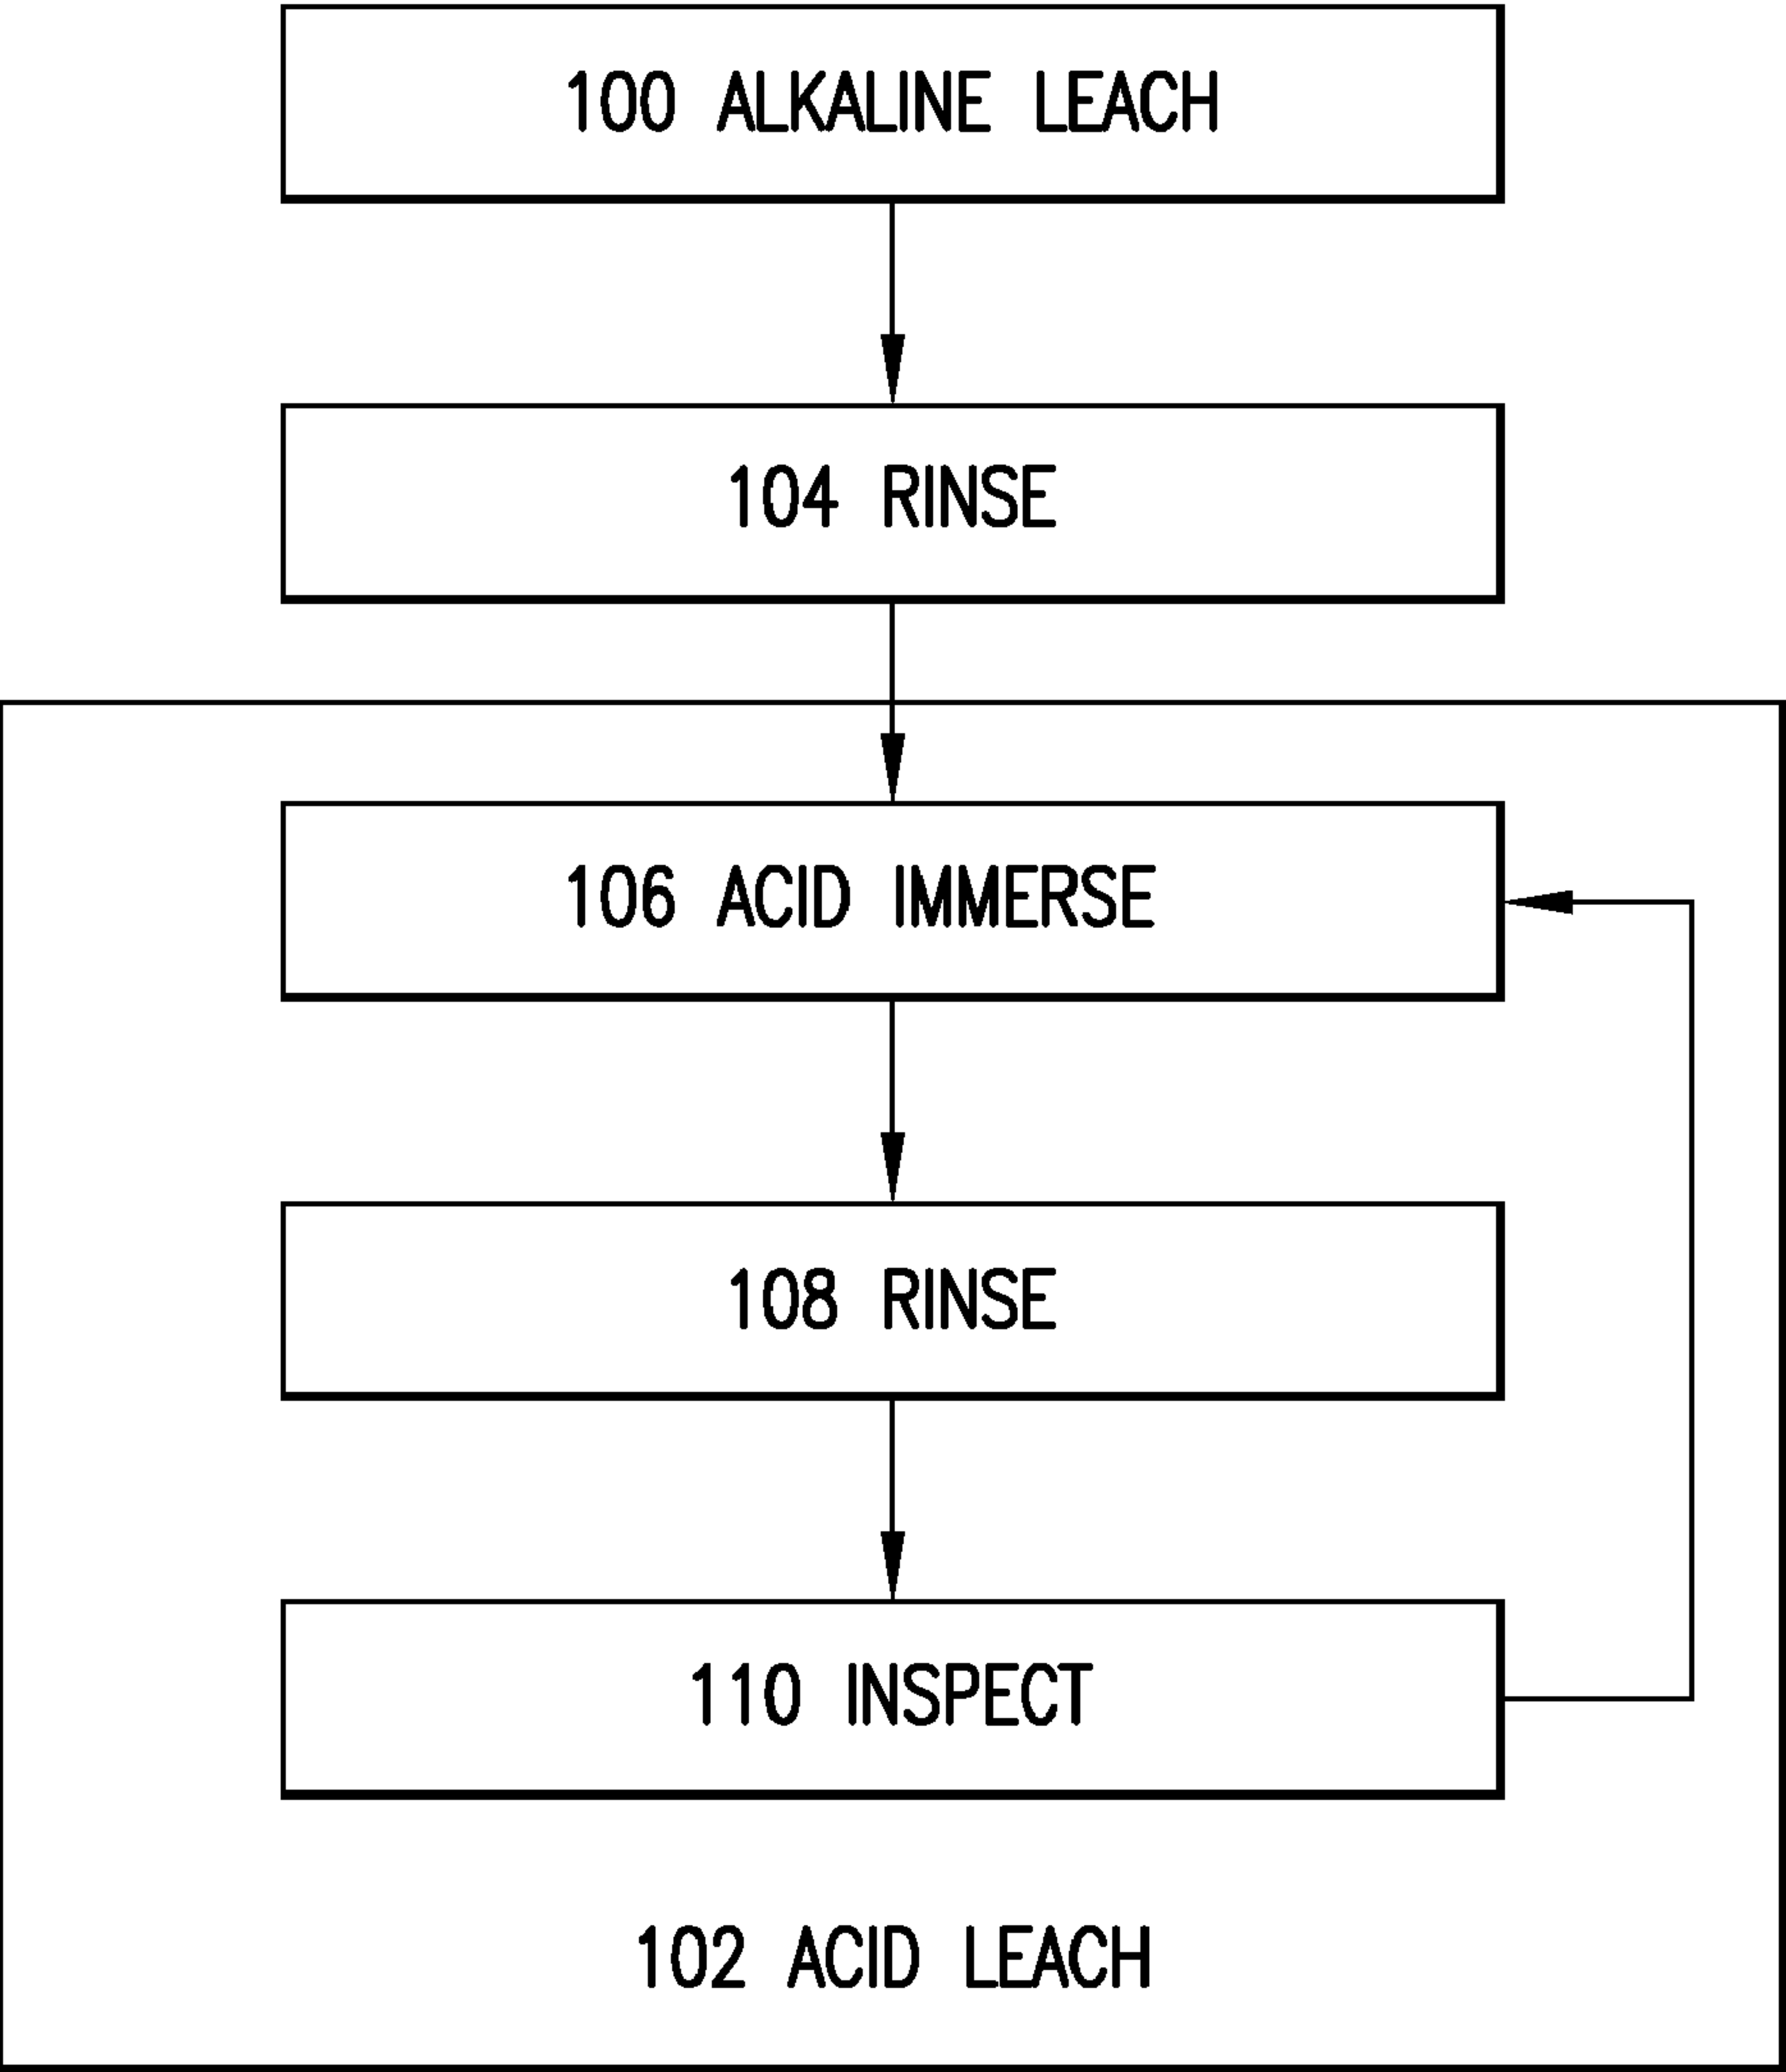 100 ALKALINE LEACH
104 RINSE
106 ACID IMMERSE
108 RINSE
110 INSPECT
102 ACID LEACH